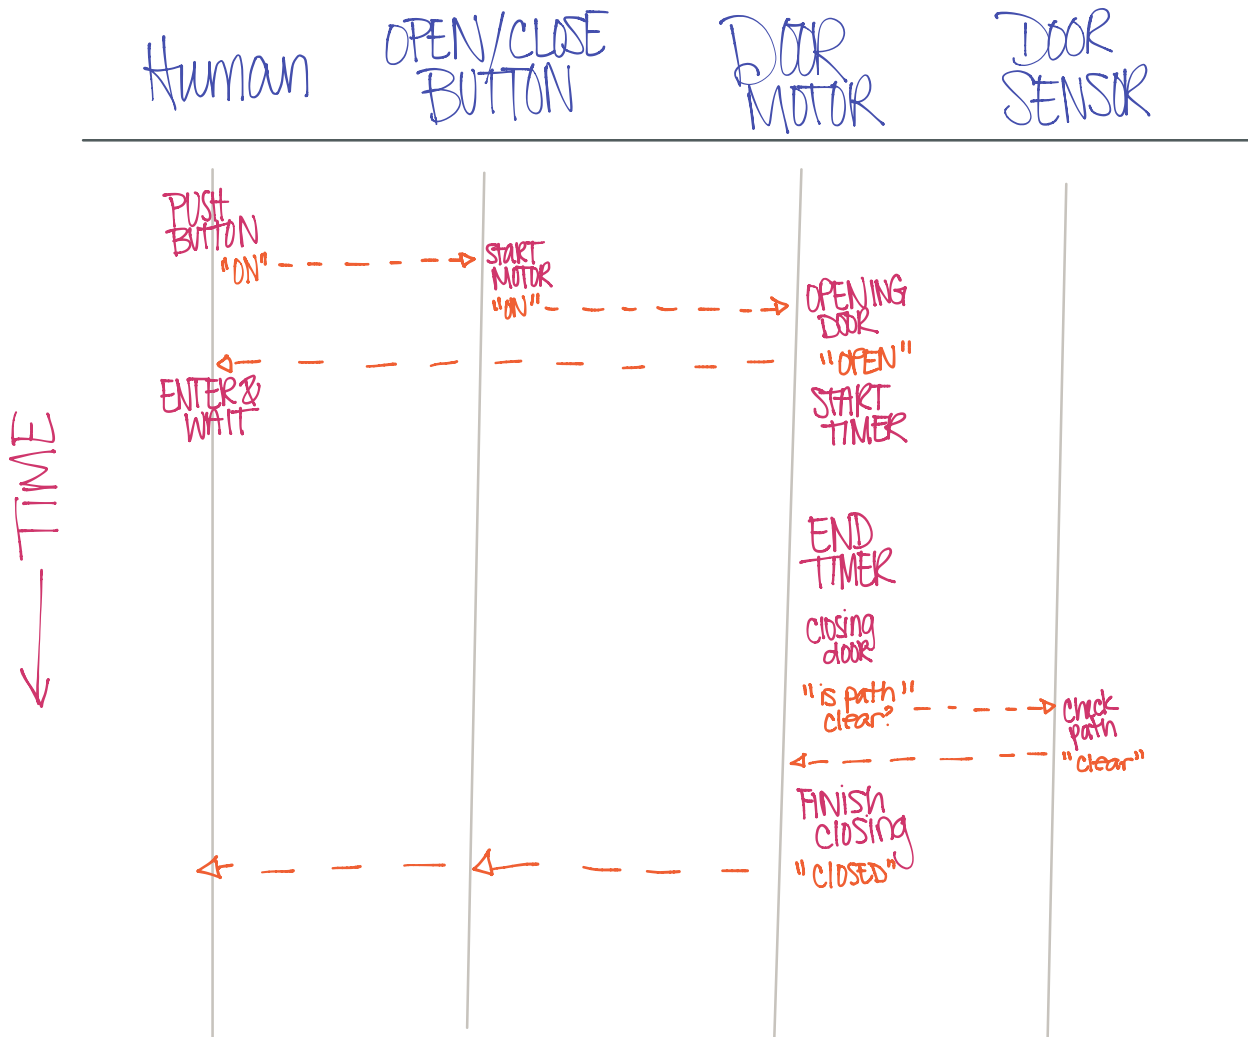 Human
OPEN/CLOSE
BUTTON
DOOR
MOTOR
DOOR
SENSOR
PUSH
BUTTON
"ON"
START
MOTOR
"ON"
OPENING
DOOR
"OPEN"
START
TIMER
ENTER &
WAIT
TIME
END
TIMER
Closing
door
"is path"
clear?
check
path
"clear"
FINISH
closing
"CLOSED"